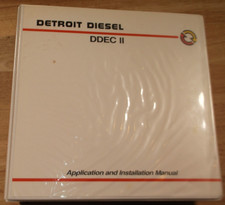 DETROIT DIESEL
DDEC II
Application and Installation Manual